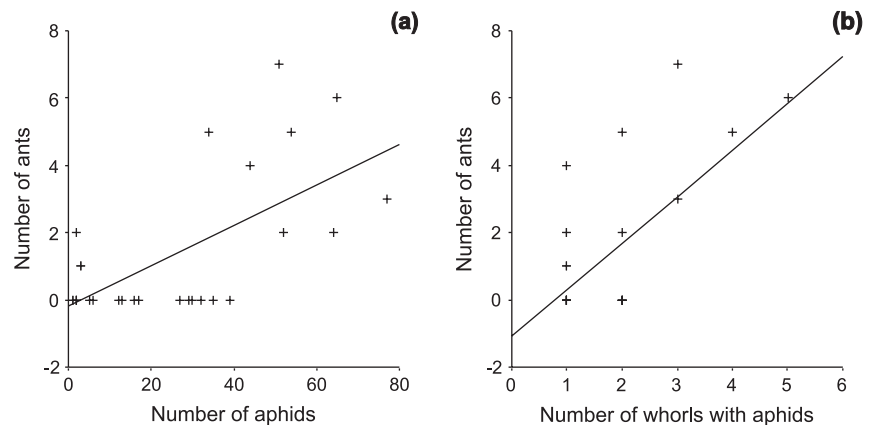 (a)
8
6
4
2
0
-2
Number of ants
0 20 40 60 80
Number of aphids
(b)
8
6
4
2
0
-2
Number of ants
0 1 2 3 4 5 6
Number of whorls with aphids